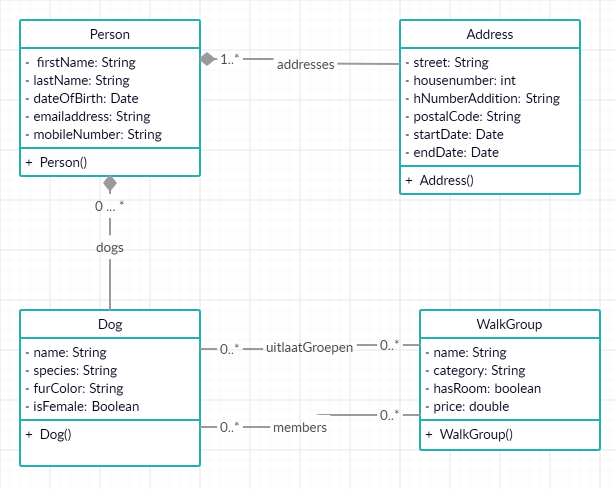 Person
- firstName: String
- lastName: String
- dateOfBirth: Date
- emailaddress: String
- mobileNumber: String
+ Person()
1..*
addresses
Address
- street: String
- housenumber: int
- hNumberAddition: String
- postalCode: String
- startDate: Date
- endDate: Date
+ Address()
0 ... *
dogs
Dog
- name: String
- species: String
- furColor: String
- isFemale: Boolean
+ Dog()
0..*
uitlaatGroepen
0..*
0..*
members
0..*
WalkGroup
- name: String
- category: String
- hasRoom: boolean
- price: double
+ WalkGroup()